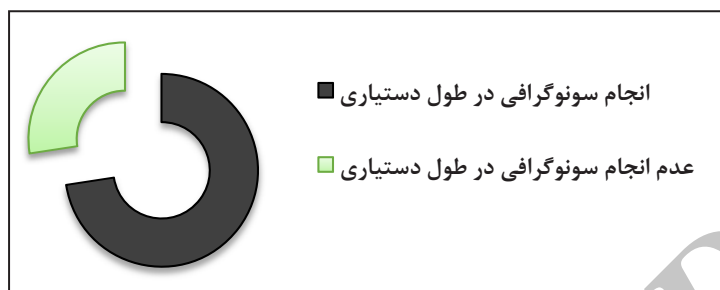 انجام سونوگرافی در طول دستیاری
عدم انجام سونوگرافی در طول دستیاری